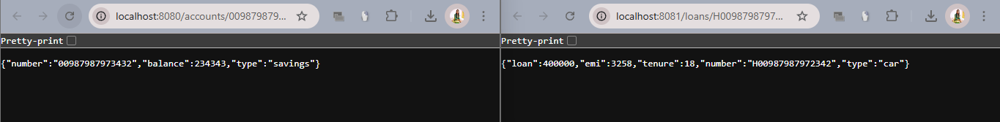 localhost:8080/accounts/009879879...
localhost:8081/loans/H0098798797...
Pretty-print
Pretty-print
{"number":"00987987973432","balance":234343,"type":"savings"}
{"loan":400000,"emi":3258,"tenure":18,"number":"H00987987972342","type":"car"}